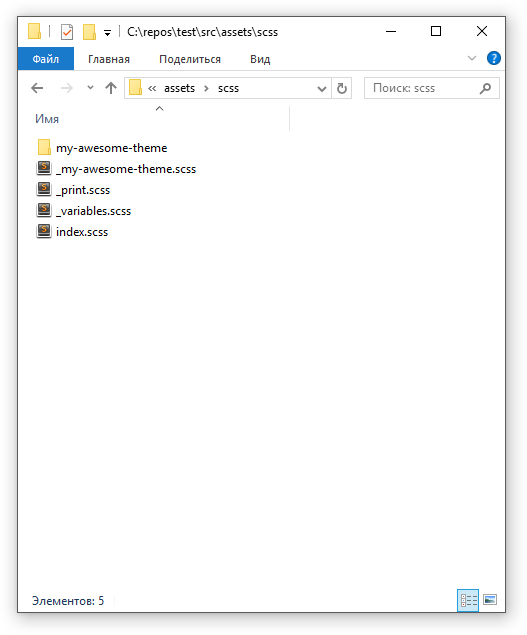 C:\repos\test\src\assets\scss
Файл Главная Поделиться Вид
« assets scss Поиск: scss
Имя
my-awesome-theme
_my-awesome-theme.scss
_print.scss
_variables.scss
index.scss
Элементов: 5